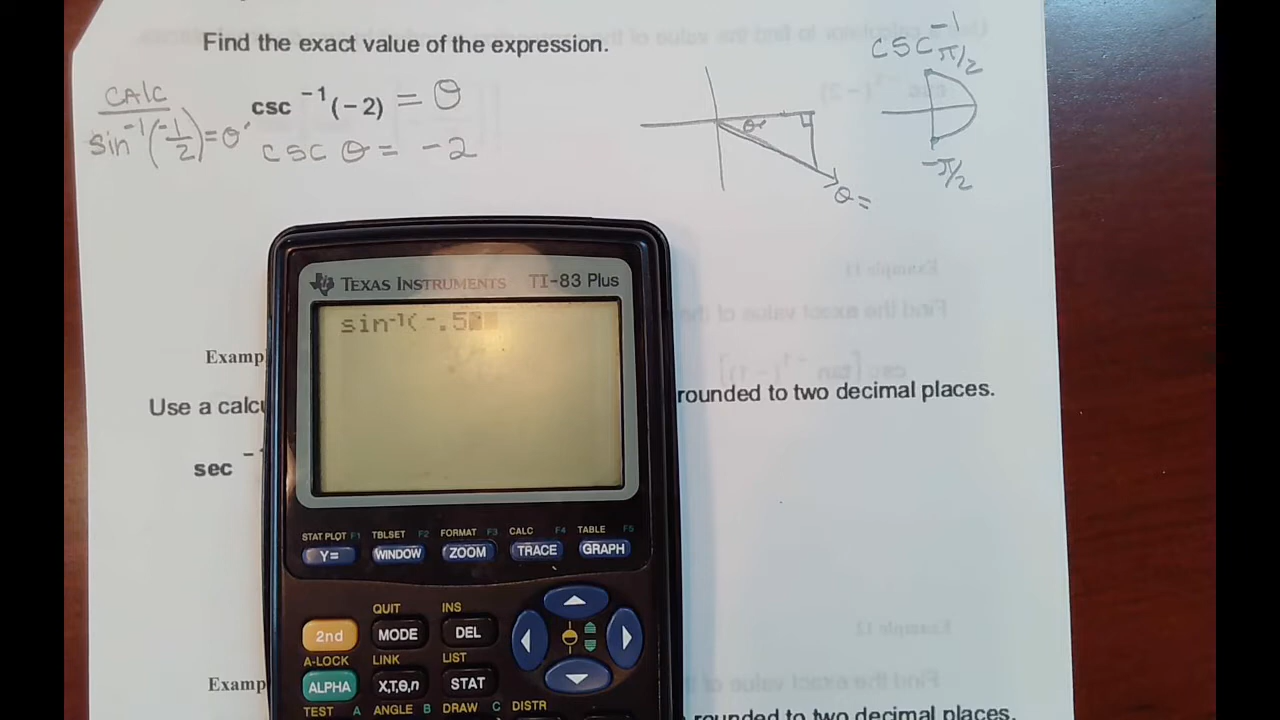 Find the exact value of the expression.
csc⁻¹(−2) = θ
csc θ = -2
CALC
sin⁻¹(-1/2) = θ
csc⁻¹
π/2
-π/2
θr
θ =
TEXAS INSTRUMENTS TI-83 Plus
sin⁻¹(-.5
Examp
Use a calcu
rounded to two decimal places.
sec ⁻
STAT PLOT F1 TBLSET F2 FORMAT F3 CALC F4 TABLE F5
Y= WINDOW ZOOM TRACE GRAPH
QUIT INS
2nd MODE DEL
A-LOCK LINK LIST
ALPHA X,T,θ,n STAT
TEST A ANGLE B DRAW C DISTR
Examp
rounded to two decimal places.